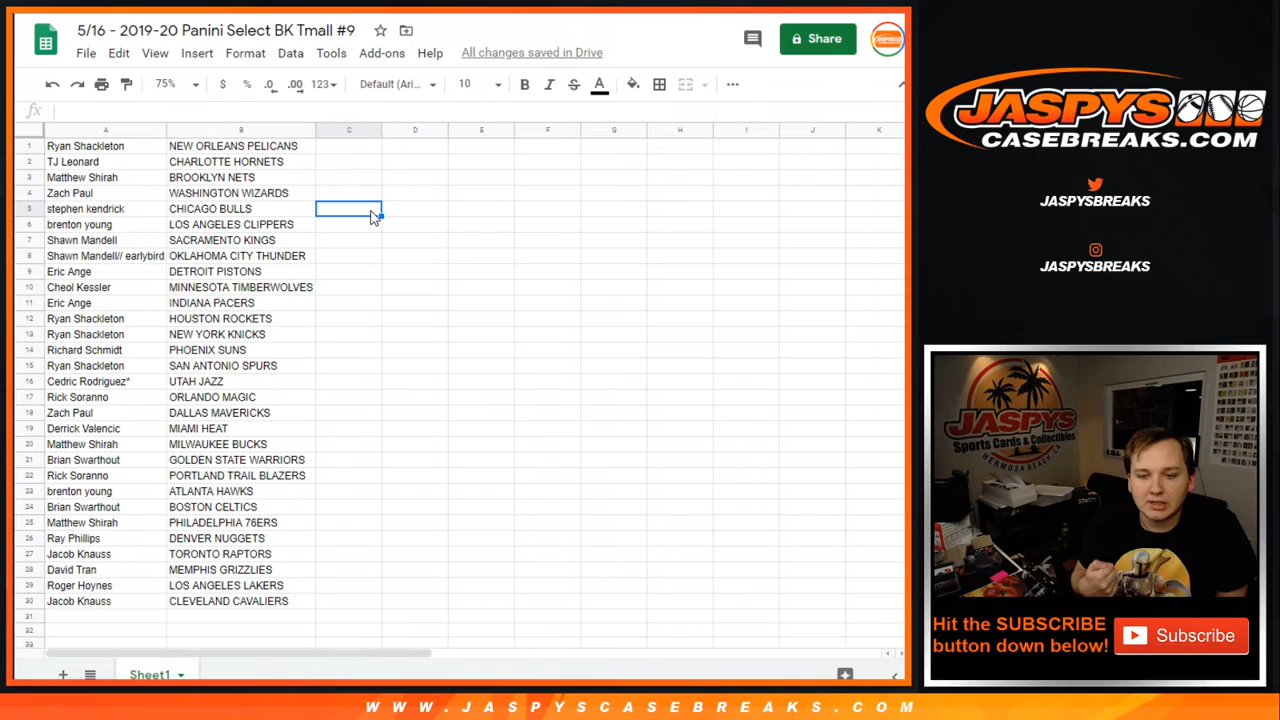 5/16 - 2019-20 Panini Select BK Tmall #9
File Edit View Insert Format Data Tools Add-ons Help All changes saved in Drive
Share
75% $ % .0 .00 123 Default (Ari... 10 B I S A
fx
A B C D E F G H I J K
1 Ryan Shackleton NEW ORLEANS PELICANS
2 TJ Leonard CHARLOTTE HORNETS
3 Matthew Shirah BROOKLYN NETS
4 Zach Paul WASHINGTON WIZARDS
5 stephen kendrick CHICAGO BULLS
6 brenton young LOS ANGELES CLIPPERS
7 Shawn Mandell SACRAMENTO KINGS
8 Shawn Mandell// earlybird OKLAHOMA CITY THUNDER
9 Eric Ange DETROIT PISTONS
10 Cheol Kessler MINNESOTA TIMBERWOLVES
11 Eric Ange INDIANA PACERS
12 Ryan Shackleton HOUSTON ROCKETS
13 Ryan Shackleton NEW YORK KNICKS
14 Richard Schmidt PHOENIX SUNS
15 Ryan Shackleton SAN ANTONIO SPURS
16 Cedric Rodriguez* UTAH JAZZ
17 Rick Soranno ORLANDO MAGIC
18 Zach Paul DALLAS MAVERICKS
19 Derrick Valencic MIAMI HEAT
20 Matthew Shirah MILWAUKEE BUCKS
21 Brian Swarthout GOLDEN STATE WARRIORS
22 Rick Soranno PORTLAND TRAIL BLAZERS
23 brenton young ATLANTA HAWKS
24 Brian Swarthout BOSTON CELTICS
25 Matthew Shirah PHILADELPHIA 76ERS
26 Ray Phillips DENVER NUGGETS
27 Jacob Knauss TORONTO RAPTORS
28 David Tran MEMPHIS GRIZZLIES
29 Roger Hoynes LOS ANGELES LAKERS
30 Jacob Knauss CLEVELAND CAVALIERS
31
32
33
Sheet1
JASPYS
CASEBREAKS.COM
JASPYSBREAKS
JASPYSBREAKS
JASPYS
Sports Cards & Collectibles
HERMOSA BEACH, CA
Hit the SUBSCRIBE
button down below!
Subscribe
WWW.JASPYSCASEBREAKS.COM